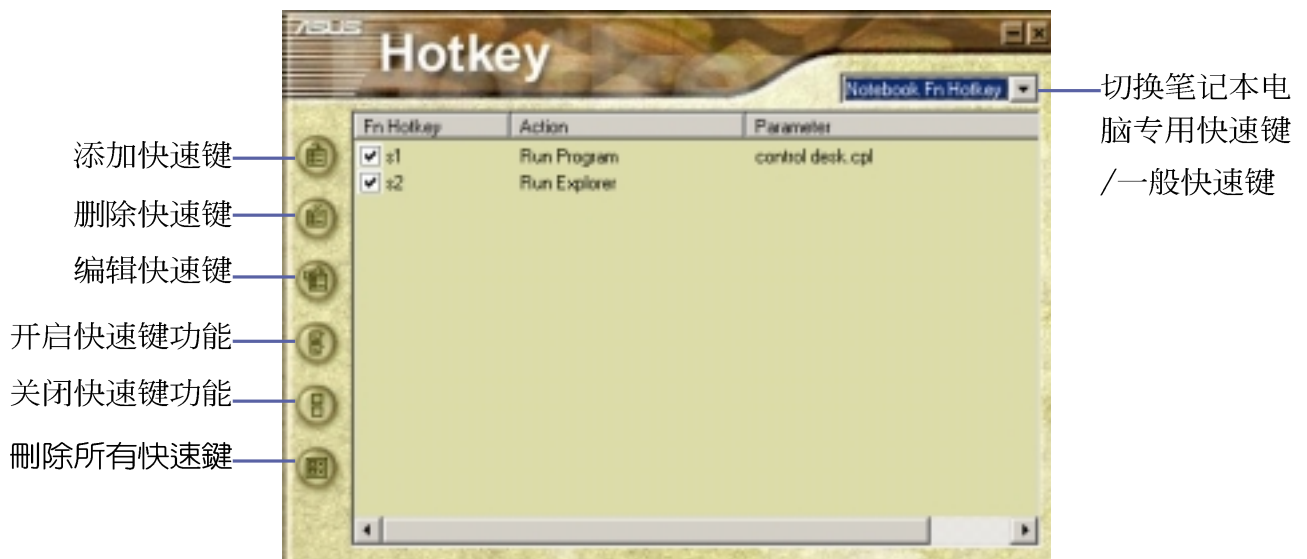 ASUS
Hotkey
Notebook Fn Hotkey
切换笔记本电
脑专用快速键
/一般快速键
Fn Hotkey Action Parameter
s1 Run Program control desk.cpl
s2 Run Explorer
添加快速键
删除快速键
编辑快速键
开启快速键功能
关闭快速键功能
刪除所有快速鍵